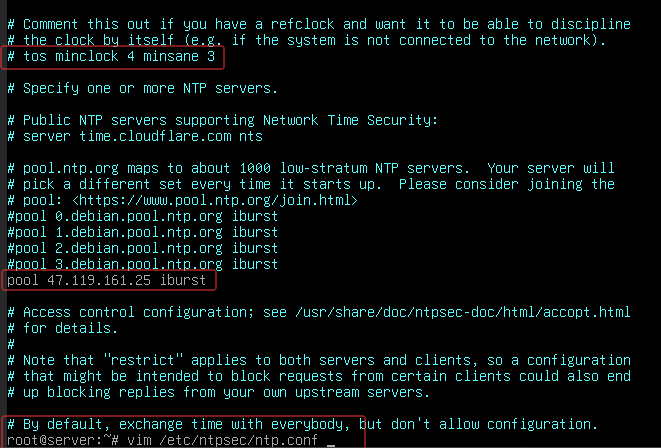 # Comment this out if you have a refclock and want it to be able to discipline
# the clock by itself (e.g. if the system is not connected to the network).
# tos minclock 4 minsane 3
# Specify one or more NTP servers.
# Public NTP servers supporting Network Time Security:
# server time.cloudflare.com nts
# pool.ntp.org maps to about 1000 low-stratum NTP servers.  Your server will
# pick a different set every time it starts up.  Please consider joining the
# pool: <https://www.pool.ntp.org/join.html>
#pool 0.debian.pool.ntp.org iburst
#pool 1.debian.pool.ntp.org iburst
#pool 2.debian.pool.ntp.org iburst
#pool 3.debian.pool.ntp.org iburst
pool 47.119.161.25 iburst
# Access control configuration; see /usr/share/doc/ntpsec-doc/html/accopt.html
# for details.
#
# Note that "restrict" applies to both servers and clients, so a configuration
# that might be intended to block requests from certain clients could also end
# up blocking replies from your own upstream servers.
# By default, exchange time with everybody, but don't allow configuration.
root@server:~# vim /etc/ntpsec/ntp.conf _